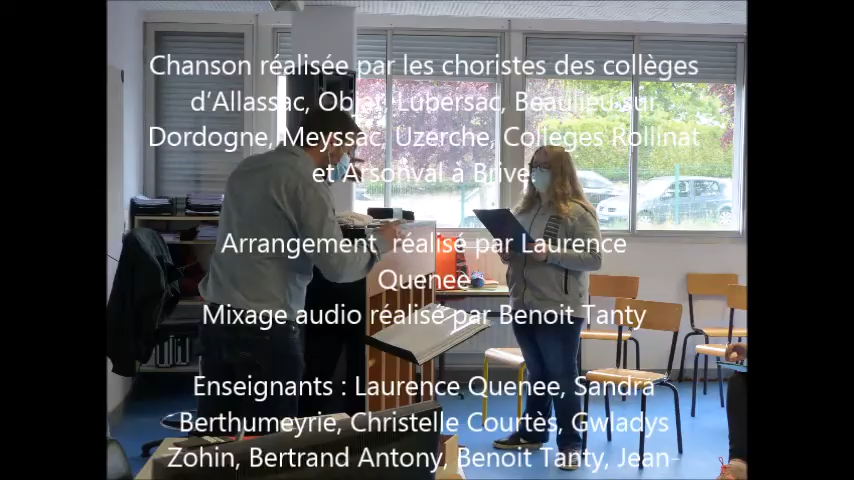 Chanson réalisée par les choristes des collèges
d’Allassac, Objat, Lubersac, Beaulieu sur
Dordogne, Meyssac, Uzerche, Collèges Rollinat
et Arsonval à Brive.
Arrangement réalisé par Laurence
Quenee
Mixage audio réalisé par Benoit Tanty
Enseignants : Laurence Quenee, Sandra
Berthumeyrie, Christelle Courtès, Gwladys
Zohin, Bertrand Antony, Benoit Tanty, Jean-